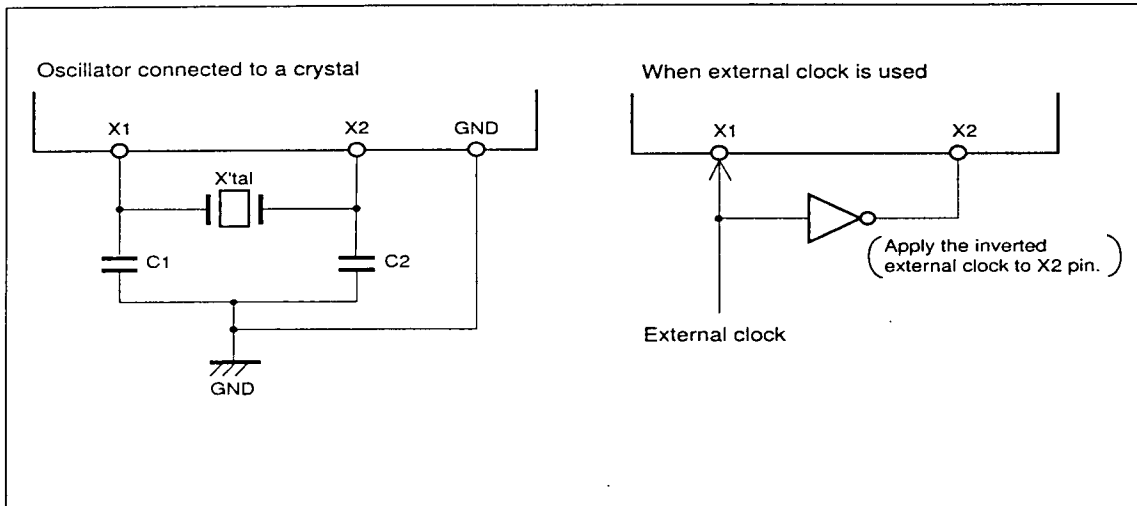 Oscillator connected to a crystal
X1
X2
GND
X'tal
C1
C2
GND
When external clock is used
X1
X2
(Apply the inverted
external clock to X2 pin.)
External clock